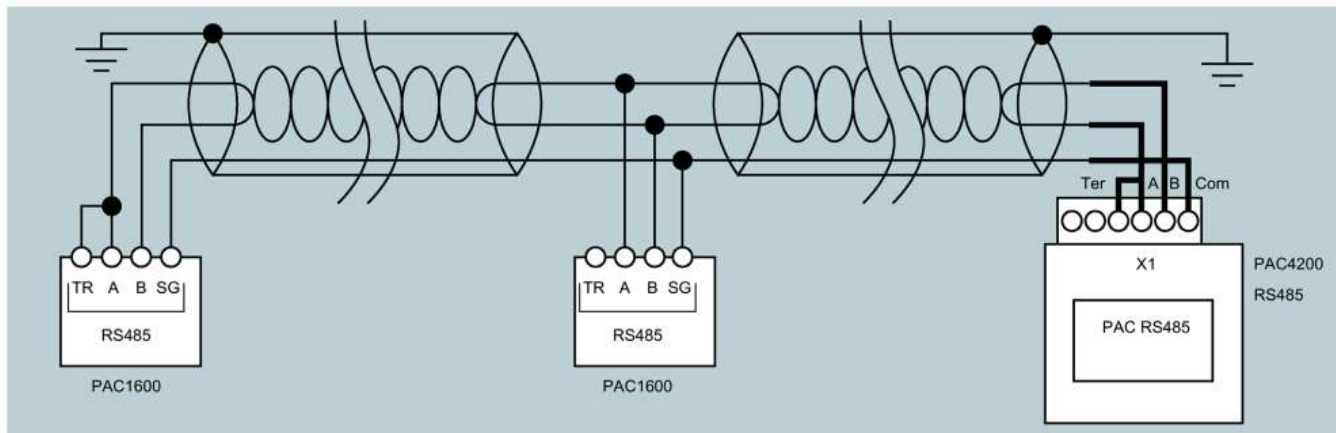 Ter A B Com
TR A B SG
RS485
PAC1600
TR A B SG
RS485
PAC1600
X1
PAC RS485
PAC4200
RS485